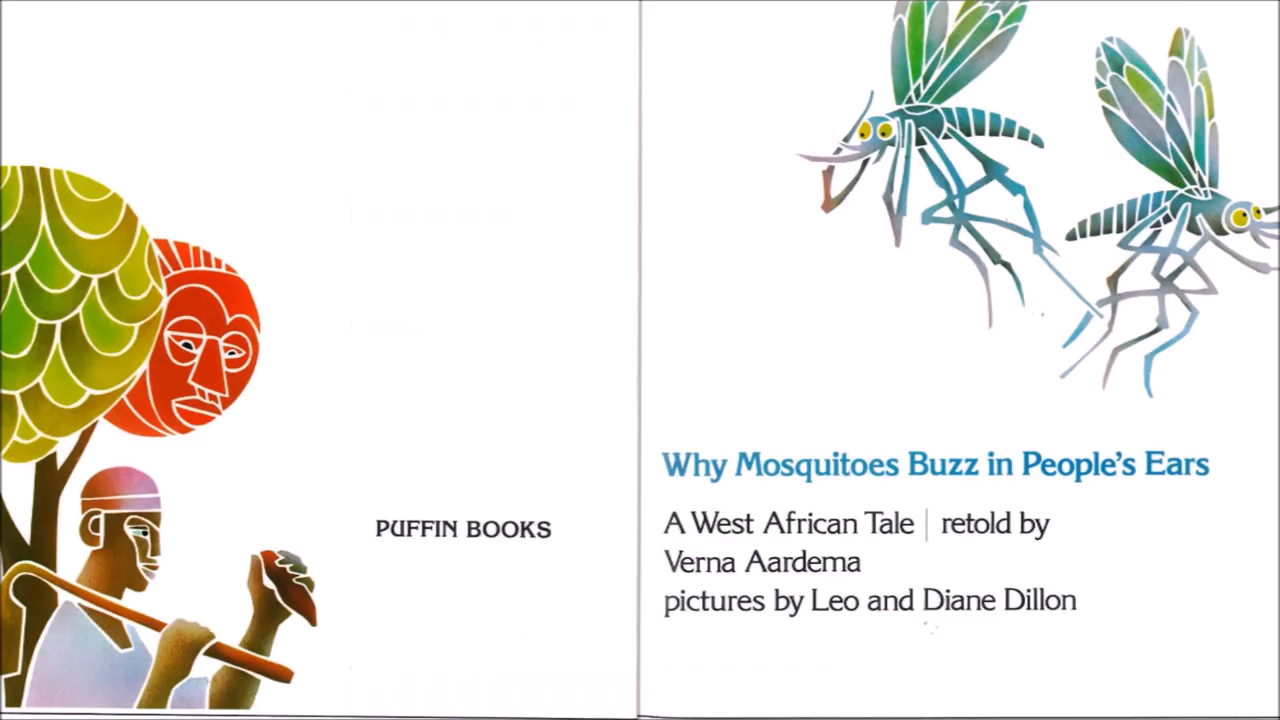 PUFFIN BOOKS
Why Mosquitoes Buzz in People's Ears
A West African Tale | retold by
Verna Aardema
pictures by Leo and Diane Dillon